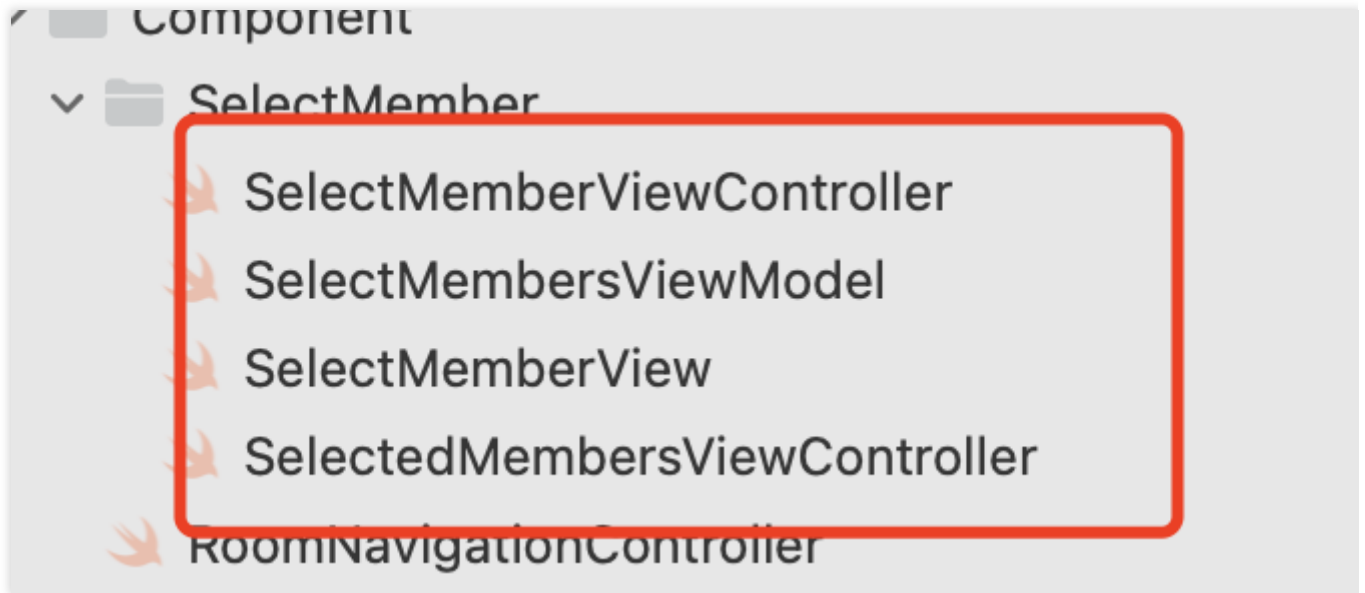 Component
SelectMember
SelectMemberViewController
SelectMembersViewModel
SelectMemberView
SelectedMembersViewController
RoomNavigationController